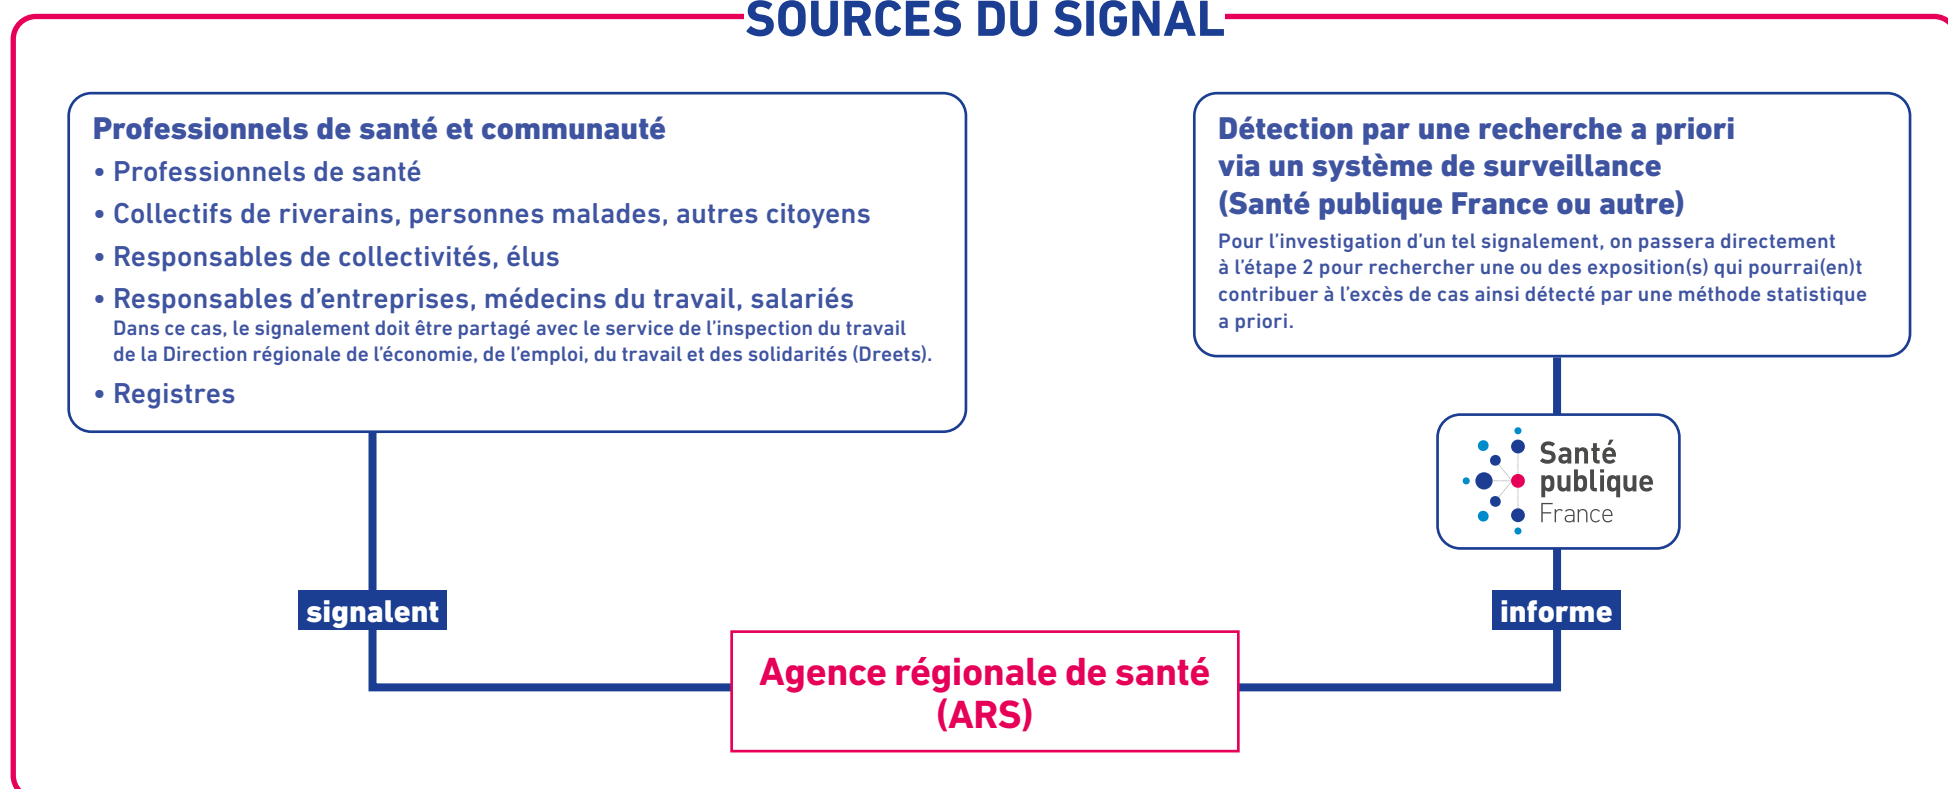 SOURCES DU SIGNAL
Professionnels de santé et communauté
• Professionnels de santé
• Collectifs de riverains, personnes malades, autres citoyens
• Responsables de collectivités, élus
• Responsables d'entreprises, médecins du travail, salariés
Dans ce cas, le signalement doit être partagé avec le service de l'inspection du travail
de la Direction régionale de l'économie, de l'emploi, du travail et des solidarités (Dreets).
• Registres
Détection par une recherche a priori
via un système de surveillance
(Santé publique France ou autre)
Pour l'investigation d'un tel signalement, on passera directement
à l'étape 2 pour rechercher une ou des exposition(s) qui pourrai(en)t
contribuer à l'excès de cas ainsi détecté par une méthode statistique
a priori.
Santé
publique
France
signalent
informe
Agence régionale de santé
(ARS)